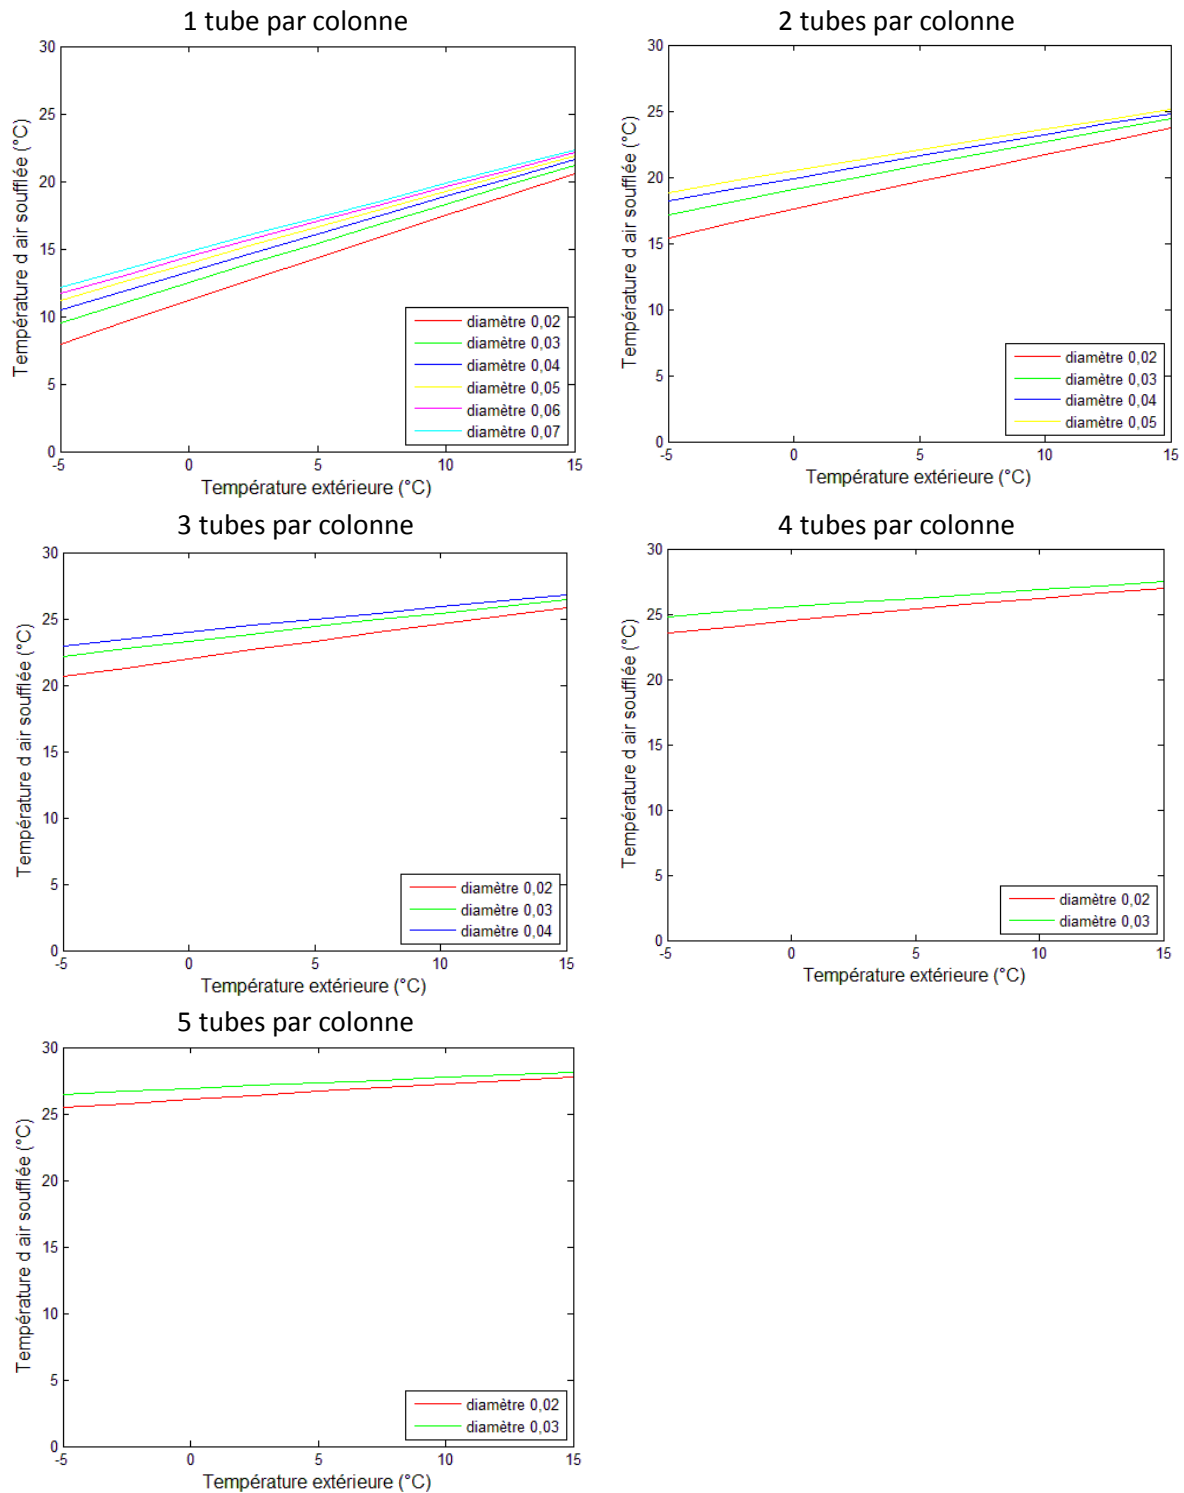 1 tube par colonne
30
25
20
15
10
5
0
Température d air soufflée (°C)
-5
0
5
10
15
Température extérieure (°C)
diamètre 0,02
diamètre 0,03
diamètre 0,04
diamètre 0,05
diamètre 0,06
diamètre 0,07
2 tubes par colonne
30
25
20
15
10
5
0
Température d air soufflée (°C)
-5
0
5
10
15
Température extérieure (°C)
diamètre 0,02
diamètre 0,03
diamètre 0,04
diamètre 0,05
3 tubes par colonne
30
25
20
15
10
5
0
Température d air soufflée (°C)
-5
0
5
10
15
Température extérieure (°C)
diamètre 0,02
diamètre 0,03
diamètre 0,04
4 tubes par colonne
30
25
20
15
10
5
0
Température d air soufflée (°C)
-5
0
5
10
15
Température extérieure (°C)
diamètre 0,02
diamètre 0,03
5 tubes par colonne
30
25
20
15
10
5
0
Température d air soufflée (°C)
-5
0
5
10
15
Température extérieure (°C)
diamètre 0,02
diamètre 0,03